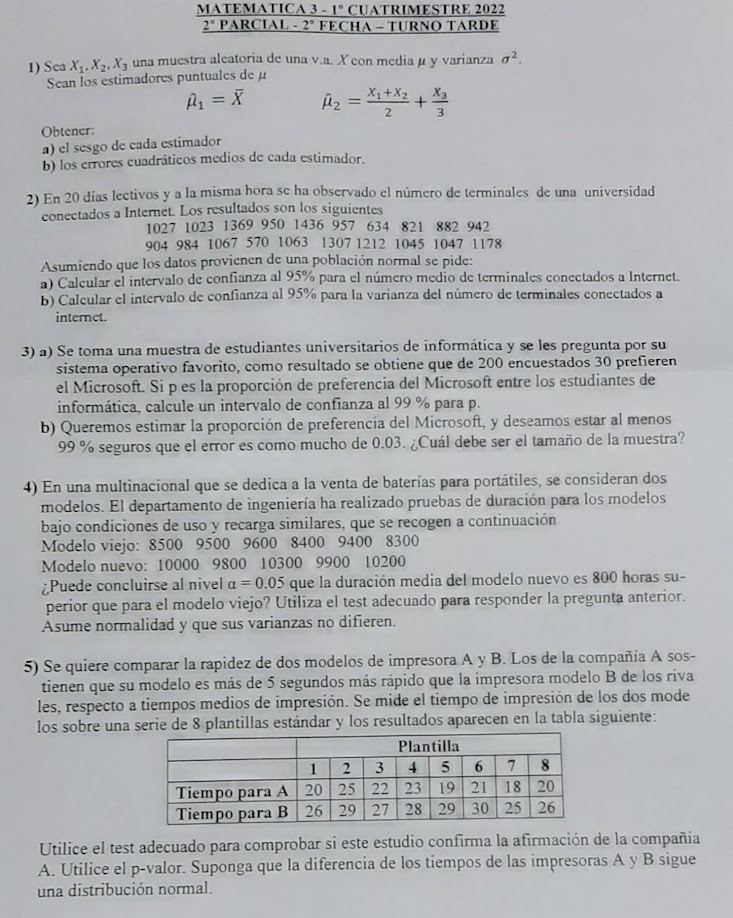 MATEMATICA 3 - 1° CUATRIMESTRE 2022
2° PARCIAL - 2ª FECHA – TURNO TARDE
1) Sea X₁, X₂, X₃ una muestra aleatoria de una v.a. X con media μ y varianza σ².
Sean los estimadores puntuales de μ
μ̂₁ = X̄    μ̂₂ = (X₁+X₂)/2 + X₃/3
Obtener:
a) el sesgo de cada estimador
b) los errores cuadráticos medios de cada estimador.
2) En 20 días lectivos y a la misma hora se ha observado el número de terminales de una universidad
conectados a Internet. Los resultados son los siguientes
1027 1023 1369 950 1436 957 634 821 882 942
904 984 1067 570 1063 1307 1212 1045 1047 1178
Asumiendo que los datos provienen de una población normal se pide:
a) Calcular el intervalo de confianza al 95% para el número medio de terminales conectados a Internet.
b) Calcular el intervalo de confianza al 95% para la varianza del número de terminales conectados a
internet.
3) a) Se toma una muestra de estudiantes universitarios de informática y se les pregunta por su
sistema operativo favorito, como resultado se obtiene que de 200 encuestados 30 prefieren
el Microsoft. Si p es la proporción de preferencia del Microsoft entre los estudiantes de
informática, calcule un intervalo de confianza al 99 % para p.
b) Queremos estimar la proporción de preferencia del Microsoft, y deseamos estar al menos
99 % seguros que el error es como mucho de 0.03. ¿Cuál debe ser el tamaño de la muestra?
4) En una multinacional que se dedica a la venta de baterías para portátiles, se consideran dos
modelos. El departamento de ingeniería ha realizado pruebas de duración para los modelos
bajo condiciones de uso y recarga similares, que se recogen a continuación
Modelo viejo: 8500 9500 9600 8400 9400 8300
Modelo nuevo: 10000 9800 10300 9900 10200
¿Puede concluirse al nivel α = 0.05 que la duración media del modelo nuevo es 800 horas su-
perior que para el modelo viejo? Utiliza el test adecuado para responder la pregunta anterior.
Asume normalidad y que sus varianzas no difieren.
5) Se quiere comparar la rapidez de dos modelos de impresora A y B. Los de la compañía A sos-
tienen que su modelo es más de 5 segundos más rápido que la impresora modelo B de los riva
les, respecto a tiempos medios de impresión. Se mide el tiempo de impresión de los dos mode
los sobre una serie de 8 plantillas estándar y los resultados aparecen en la tabla siguiente:
Plantilla
1 2 3 4 5 6 7 8
Tiempo para A 20 25 22 23 19 21 18 20
Tiempo para B 26 29 27 28 29 30 25 26
Utilice el test adecuado para comprobar si este estudio confirma la afirmación de la compañía
A. Utilice el p-valor. Suponga que la diferencia de los tiempos de las impresoras A y B sigue
una distribución normal.